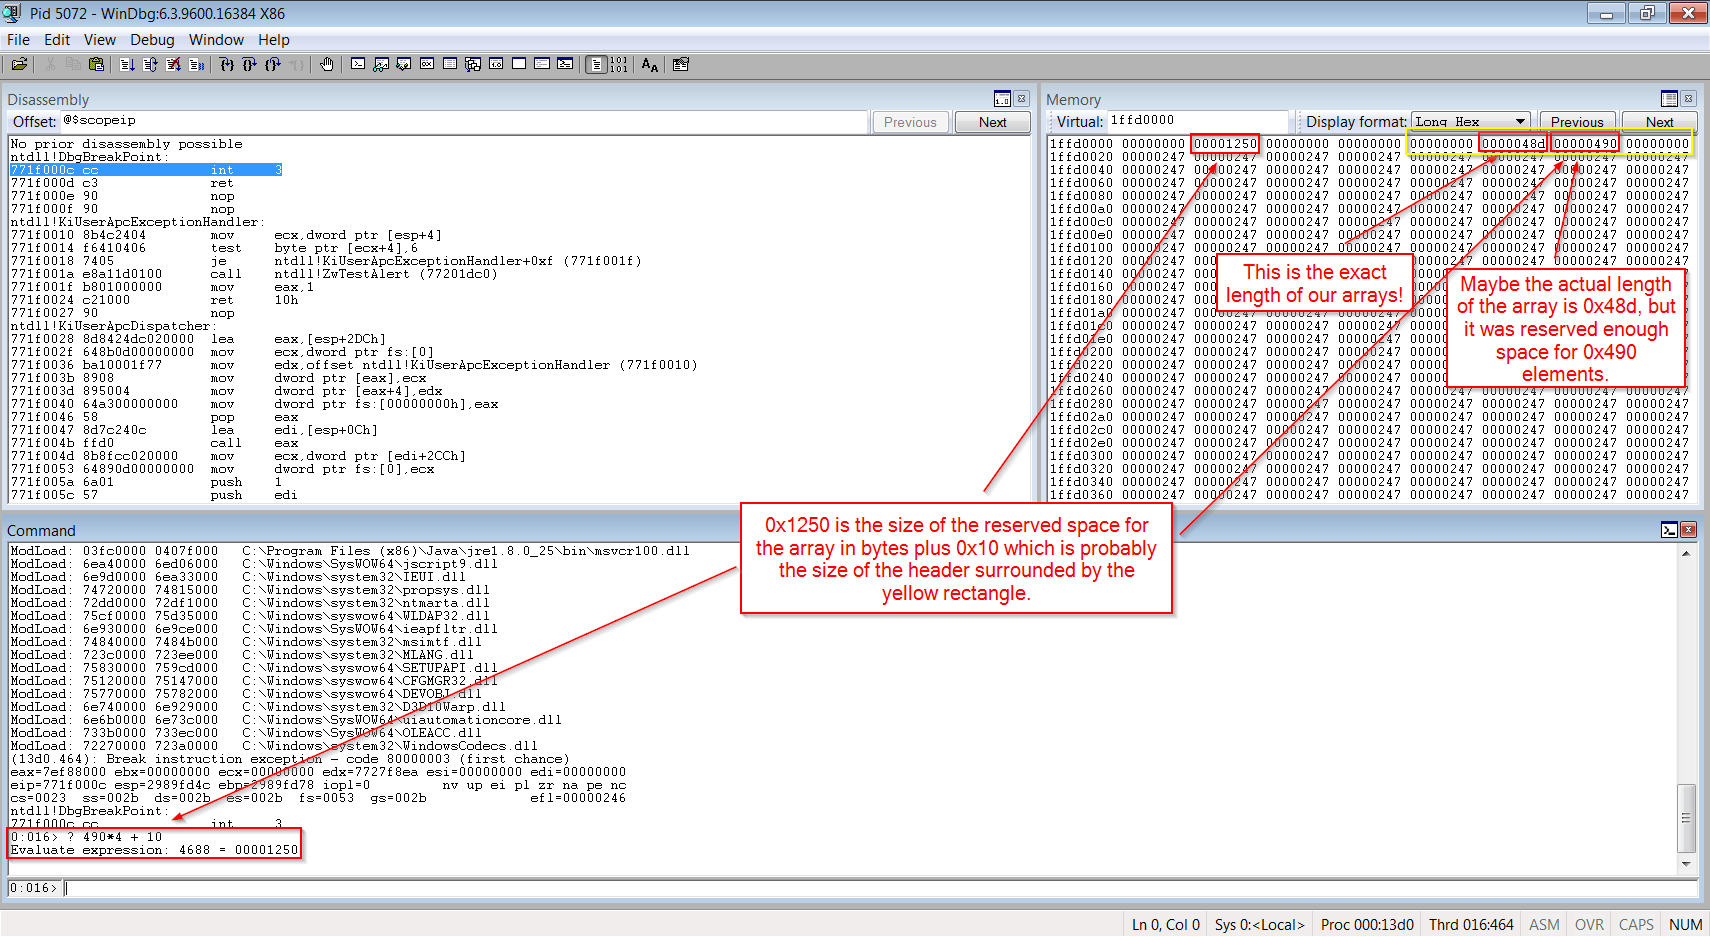 Pid 5072 - WinDbg:6.3.9600.16384 X86
File Edit View Debug Window Help
Disassembly
Offset: @$scopeip Previous Next
No prior disassembly possible
ntdll!DbgBreakPoint:
771f000c cc int 3
771f000d c3 ret
771f000e 90 nop
771f000f 90 nop
ntdll!KiUserApcExceptionHandler:
771f0010 8b4c2404 mov ecx,dword ptr [esp+4]
771f0014 f6410406 test byte ptr [ecx+4],6
771f0018 7405 je ntdll!KiUserApcExceptionHandler+0xf (771f001f)
771f001a e8a11d0100 call ntdll!ZwTestAlert (77201dc0)
771f001f b801000000 mov eax,1
771f0024 c21000 ret 10h
771f0027 90 nop
ntdll!KiUserApcDispatcher:
771f0028 8d8424dc020000 lea eax,[esp+2DCh]
771f002f 648b0d00000000 mov ecx,dword ptr fs:[0]
771f0036 ba10001f77 mov edx,offset ntdll!KiUserApcExceptionHandler (771f0010)
771f003b 8908 mov dword ptr [eax],ecx
771f003d 895004 mov dword ptr [eax+4],edx
771f0040 64a300000000 mov dword ptr fs:[00000000h],eax
771f0046 58 pop eax
771f0047 8d7c240c lea edi,[esp+0Ch]
771f004b ffd0 call eax
771f004d 8b8fcc020000 mov ecx,dword ptr [edi+2CCh]
771f0053 64890d00000000 mov dword ptr fs:[0],ecx
771f005a 6a01 push 1
771f005c 57 push edi
Memory
Virtual: 1ffd0000 Display format: Long Hex Previous Next
1ffd0000 00000000 00001250 00000000 00000000 00000000 0000048d 00000490 00000000
1ffd0020 00000247 00000247 00000247 00000247 00000247 00000247 00000247 00000247
1ffd0040 00000247 00000247 00000247 00000247 00000247 00000247 00000247 00000247
1ffd0060 00000247 00000247 00000247 00000247 00000247 00000247 00000247 00000247
1ffd0080 00000247 00000247 00000247 00000247 00000247 00000247 00000247 00000247
1ffd00a0 00000247 00000247 00000247 00000247 00000247 00000247 00000247 00000247
1ffd00c0 00000247 00000247 00000247 00000247 00000247 00000247 00000247 00000247
1ffd00e0 00000247 00000247 00000247 00000247 00000247 00000247 00000247 00000247
1ffd0100 00000247 00000247 00000247 00000247 00000247 00000247 00000247 00000247
1ffd0120 00000247 00000247 00000247 00000247 00000247 00000247 00000247 00000247
1ffd0140 00000247
1ffd0160 00000247
1ffd0180 00000247
1ffd01a0 00000247
1ffd01c0 00000247 00000247 00000247 00000247 00000247
1ffd01e0 00000247 00000247 00000247 00000247
1ffd0200 00000247 00000247 00000247 00000247
1ffd0220 00000247 00000247 00000247 00000247
1ffd0240 00000247 00000247 00000247 00000247
1ffd0260 00000247 00000247 00000247 00000247
1ffd0280 00000247 00000247 00000247 00000247 00000247 00000247 00000247 00000247
1ffd02a0 00000247 00000247 00000247 00000247 00000247 00000247 00000247 00000247
1ffd02c0 00000247 00000247 00000247 00000247 00000247 00000247 00000247 00000247
1ffd02e0 00000247 00000247 00000247 00000247 00000247 00000247 00000247 00000247
1ffd0300 00000247 00000247 00000247 00000247 00000247 00000247 00000247 00000247
1ffd0320 00000247 00000247 00000247 00000247 00000247 00000247 00000247 00000247
1ffd0340 00000247 00000247 00000247 00000247 00000247 00000247 00000247 00000247
1ffd0360 00000247 00000247 00000247 00000247 00000247 00000247 00000247 00000247
This is the exact
length of our arrays!
Maybe the actual length
of the array is 0x48d, but
it was reserved enough
space for 0x490
elements.
0x1250 is the size of the reserved space for
the array in bytes plus 0x10 which is probably
the size of the header surrounded by the
yellow rectangle.
Command
ModLoad: 03fc0000 0407f000 C:\Program Files (x86)\Java\jre1.8.0_25\bin\msvcr100.dll
ModLoad: 6ea40000 6ed06000 C:\Windows\SysWOW64\jscript9.dll
ModLoad: 6e9d0000 6ea33000 C:\Windows\system32\IEUI.dll
ModLoad: 74720000 74815000 C:\Windows\system32\propsys.dll
ModLoad: 72dd0000 72df1000 C:\Windows\system32\ntmarta.dll
ModLoad: 75cf0000 75d35000 C:\Windows\syswow64\WLDAP32.dll
ModLoad: 6e930000 6e9ce000 C:\Windows\SysWOW64\ieapfltr.dll
ModLoad: 74840000 7484b000 C:\Windows\system32\msimtf.dll
ModLoad: 723c0000 723ee000 C:\Windows\system32\MLANG.dll
ModLoad: 75830000 759cd000 C:\Windows\syswow64\SETUPAPI.dll
ModLoad: 75120000 75147000 C:\Windows\syswow64\CFGMGR32.dll
ModLoad: 75770000 75782000 C:\Windows\syswow64\DEVOBJ.dll
ModLoad: 6e740000 6e929000 C:\Windows\system32\D3D10Warp.dll
ModLoad: 6e6b0000 6e73c000 C:\Windows\SysWOW64\uiautomationcore.dll
ModLoad: 733b0000 733ec000 C:\Windows\SysWOW64\OLEACC.dll
ModLoad: 72270000 723a0000 C:\Windows\system32\WindowsCodecs.dll
(13d0.464): Break instruction exception - code 80000003 (first chance)
eax=7ef88000 ebx=00000000 ecx=00000000 edx=7727f8ea esi=00000000 edi=00000000
eip=771f000c esp=2989fd4c ebp=2989fd78 iopl=0 nv up ei pl zr na pe nc
cs=0023 ss=002b ds=002b es=002b fs=0053 gs=002b efl=00000246
ntdll!DbgBreakPoint:
771f000c cc int 3
0:016> ? 490*4 + 10
Evaluate expression: 4688 = 00001250
0:016>
Ln 0, Col 0 Sys 0:<Local> Proc 000:13d0 Thrd 016:464 ASM OVR CAPS NUM